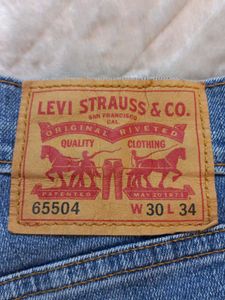 LEVI STRAUSS & CO.
SAN FRANCISCO
CAL.
ORIGINAL RIVETED
QUALITY CLOTHING
PATENTED MAY 20 1873
65504 W 30 L 34